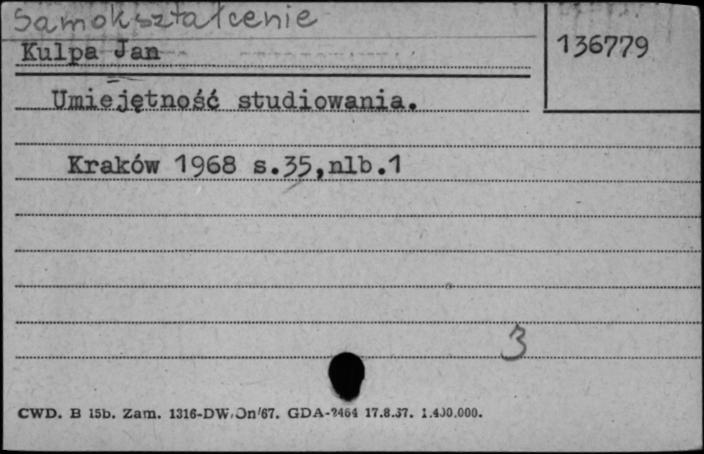 Samokształcenie
Kulpa Jan
136779
Umiejętność studiowania.
Kraków 1968 s.35,nlb.1
3
CWD. B 15b. Zam. 1316-DW/On/67. GDA-2464 17.8.67. 1.400.000.